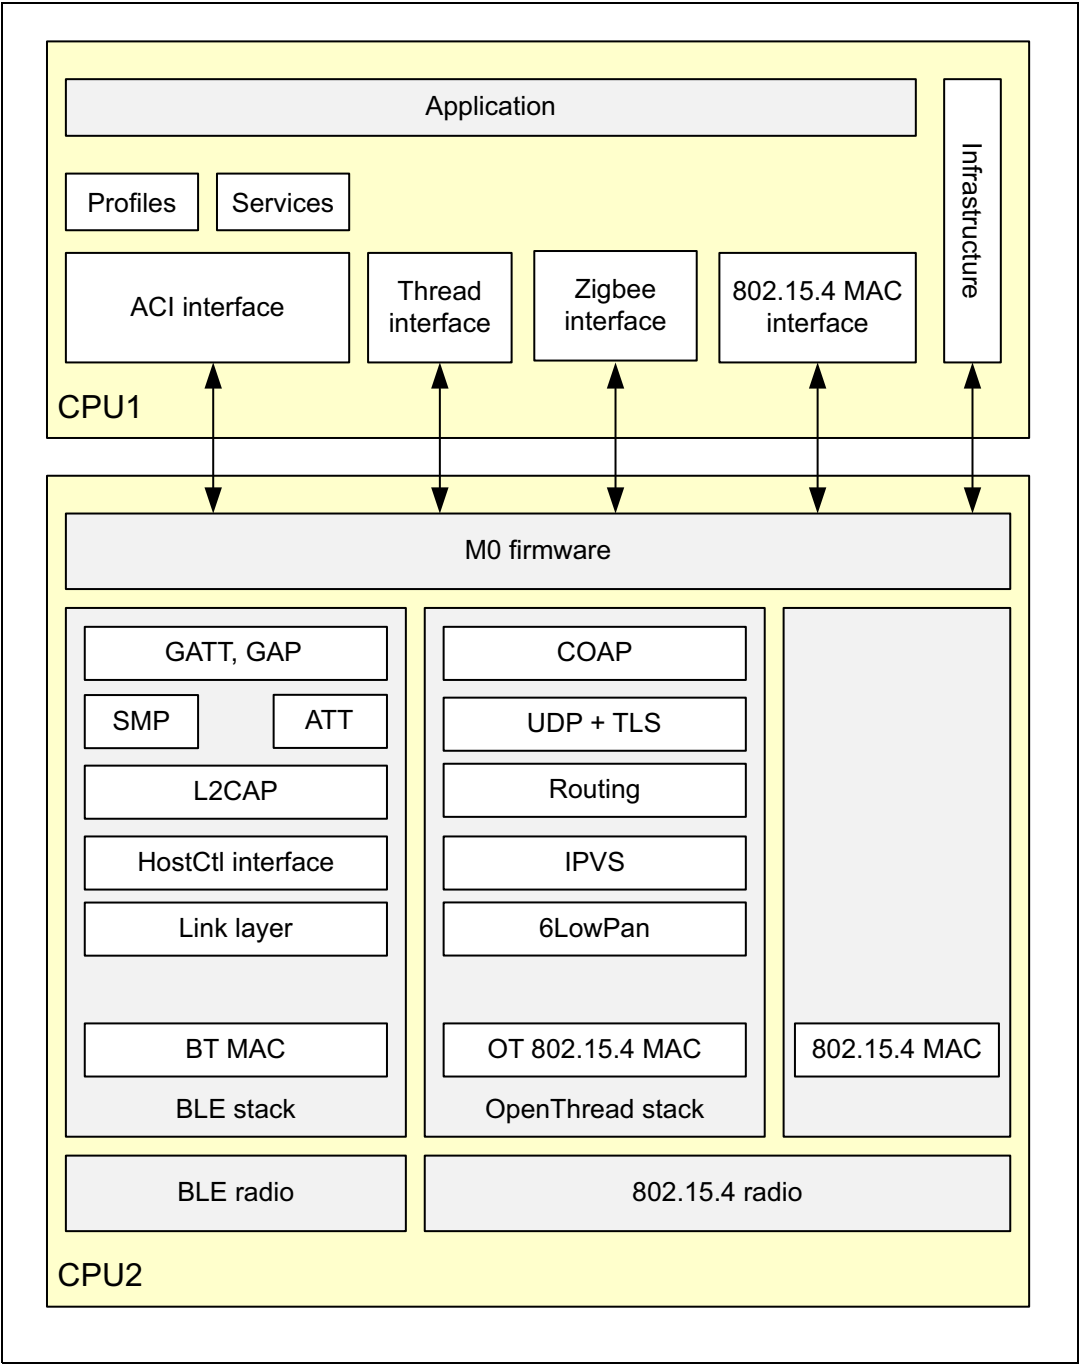 Application
Infrastructure
Profiles
Services
ACI interface
Thread
interface
Zigbee
interface
802.15.4 MAC
interface
CPU1
M0 firmware
GATT, GAP
SMP
ATT
L2CAP
HostCtl interface
Link layer
BT MAC
BLE stack
COAP
UDP + TLS
Routing
IPVS
6LowPan
OT 802.15.4 MAC
OpenThread stack
802.15.4 MAC
BLE radio
802.15.4 radio
CPU2